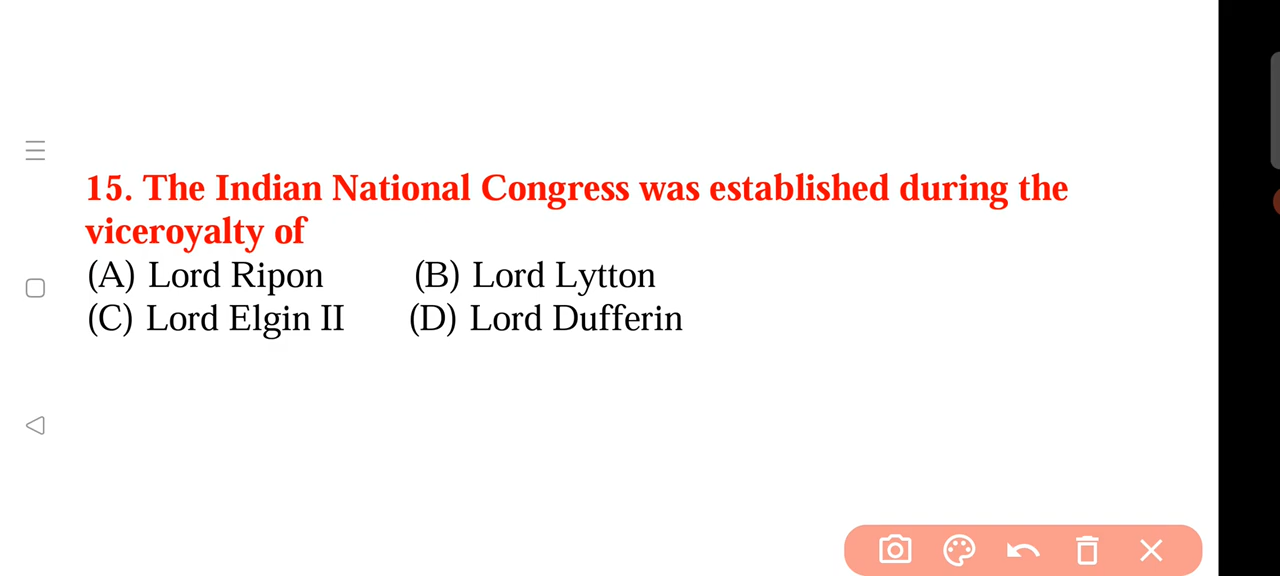 15. The Indian National Congress was established during the
viceroyalty of
(A) Lord Ripon (B) Lord Lytton
(C) Lord Elgin II (D) Lord Dufferin